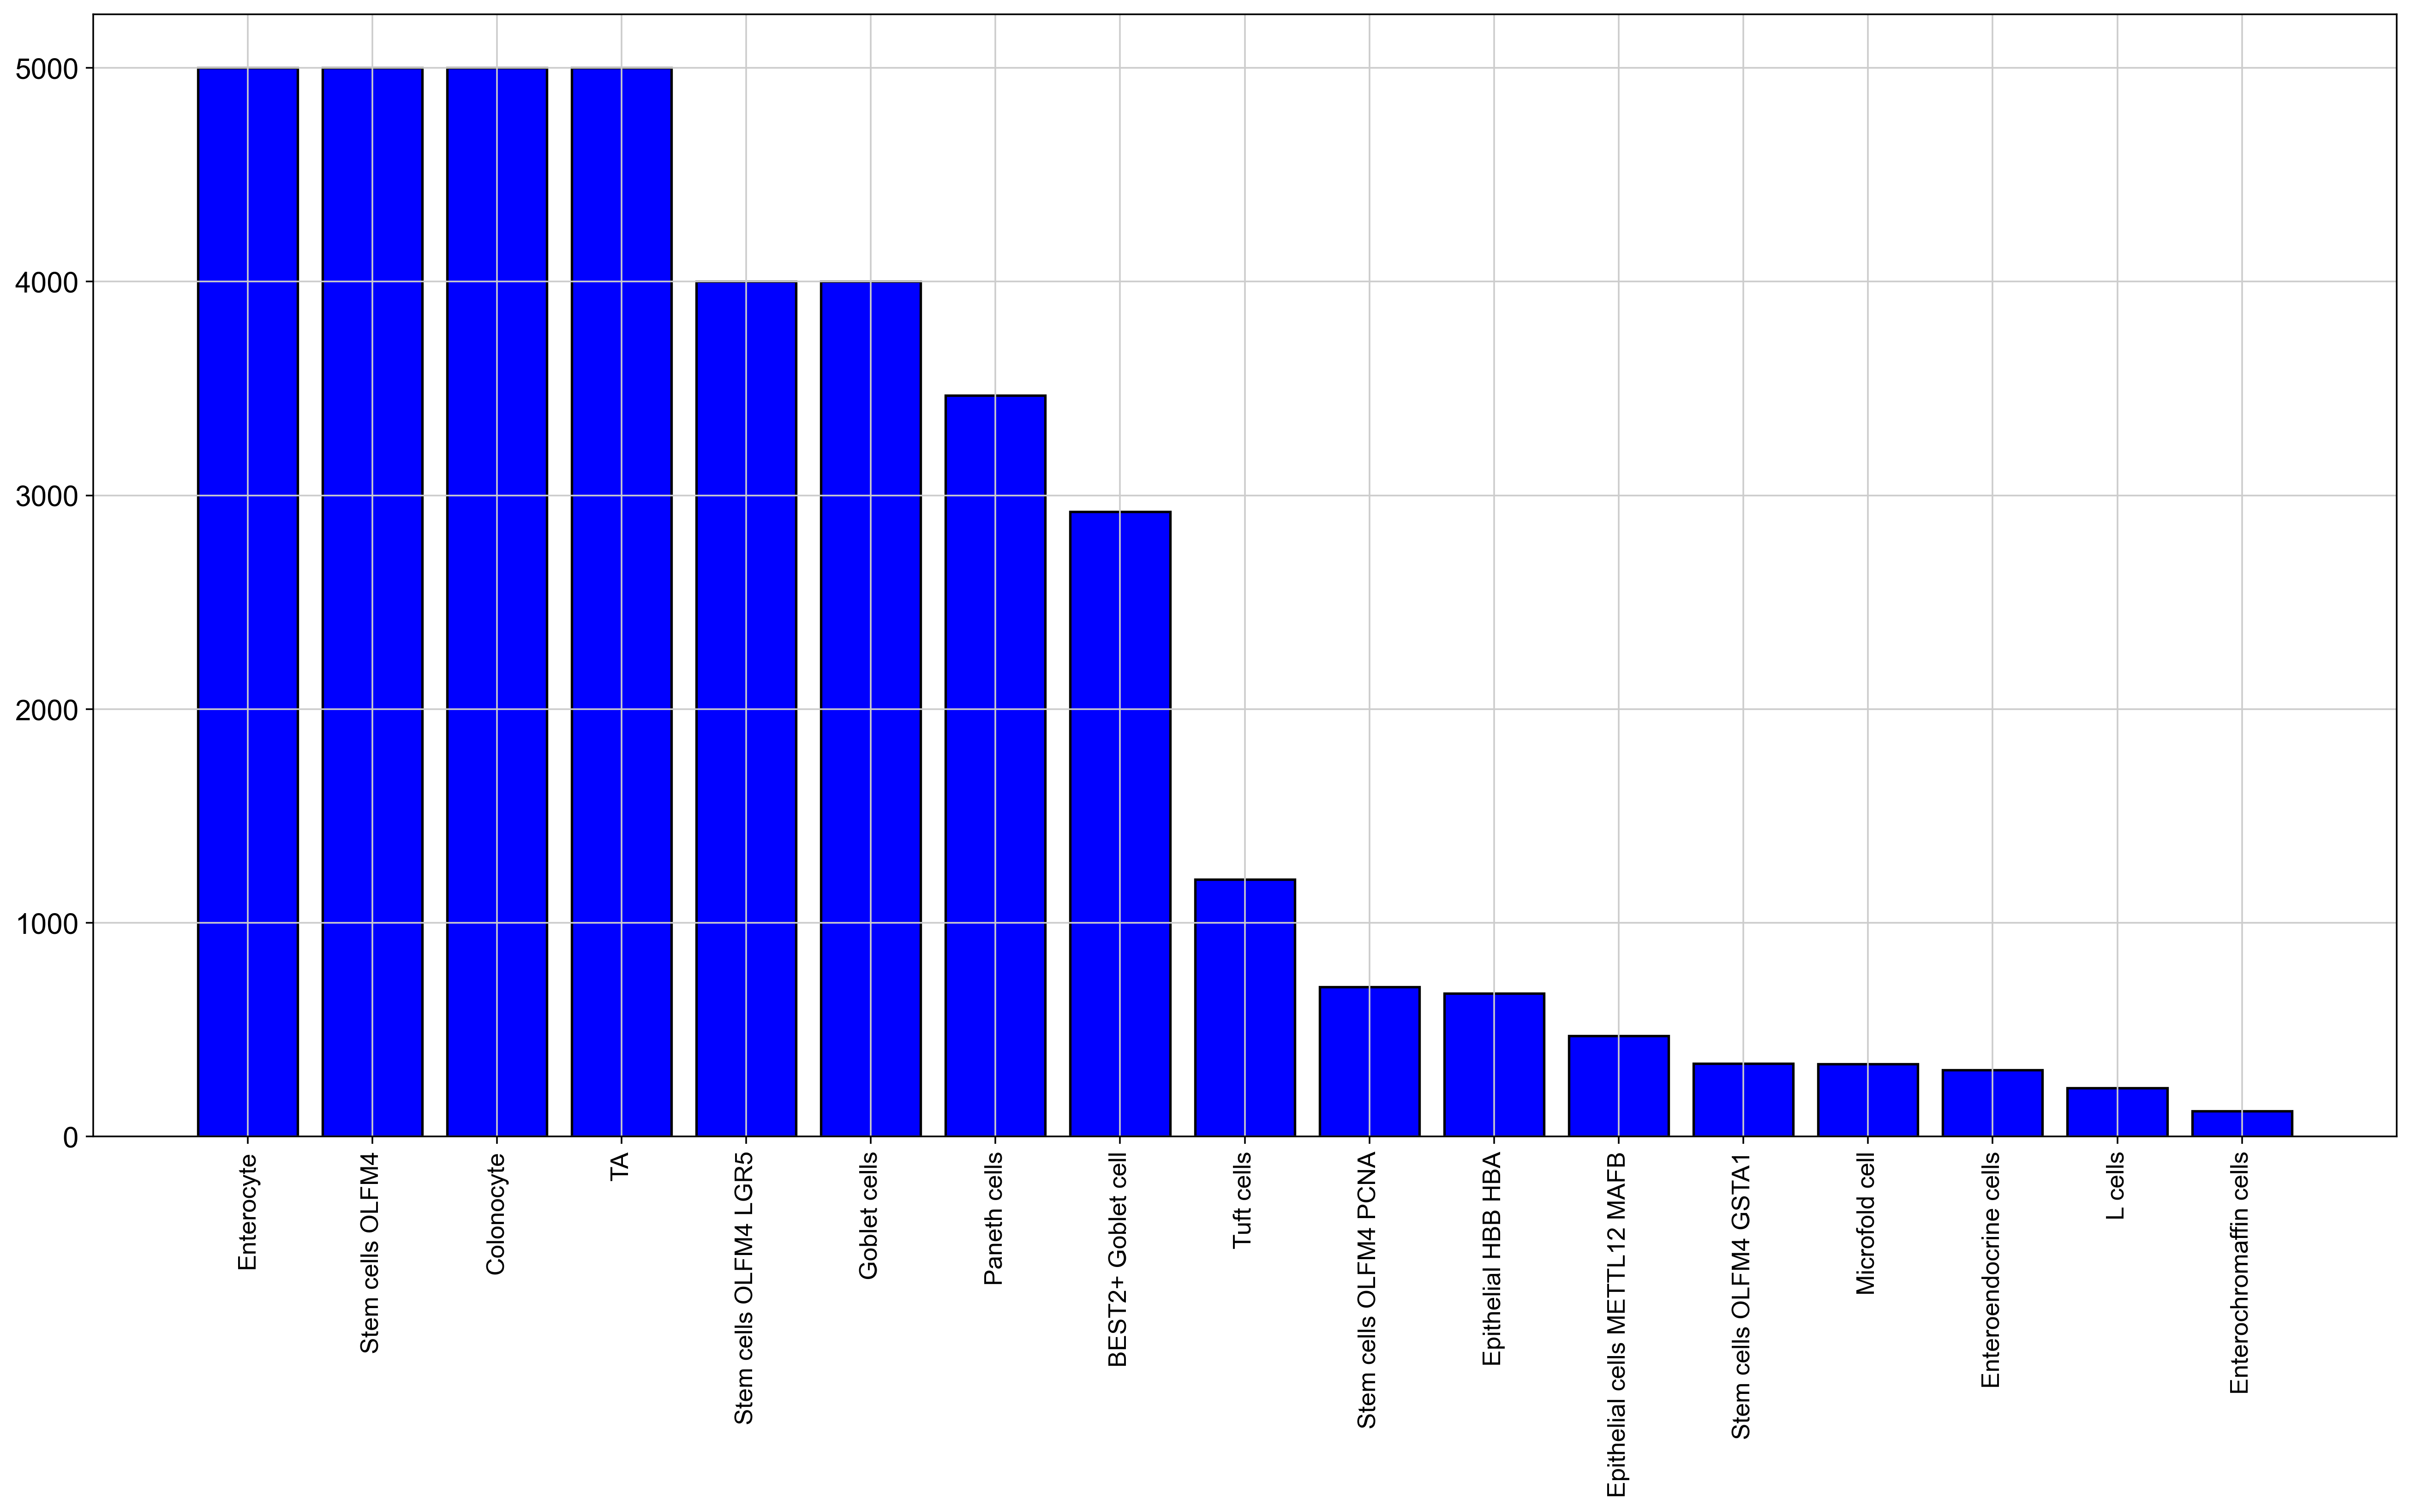 5000
4000
3000
2000
1000
0
Enterocyte
Stem cells OLFM4
Colonocyte
TA
Stem cells OLFM4 LGR5
Goblet cells
Paneth cells
BEST2+ Goblet cell
Tuft cells
Stem cells OLFM4 PCNA
Epithelial HBB HBA
Epithelial cells METTL12 MAFB
Stem cells OLFM4 GSTA1
Microfold cell
Enteroendocrine cells
L cells
Enterochromaffin cells